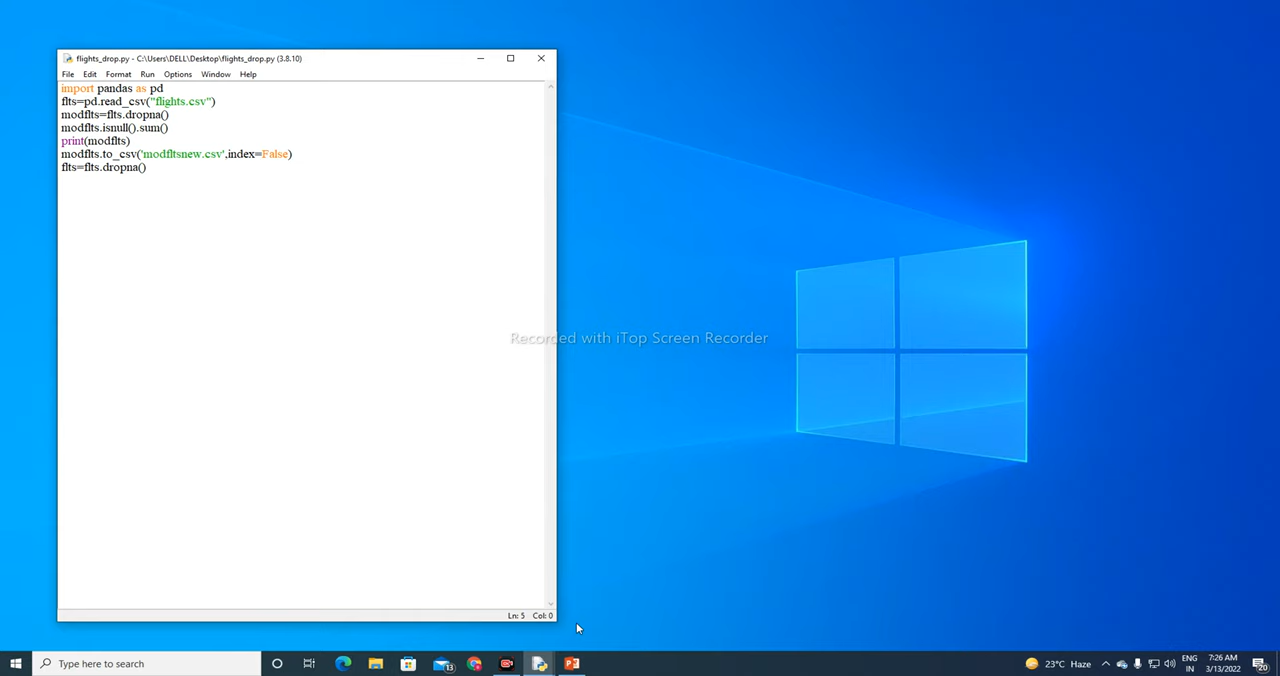 flights_drop.py - C:\Users\DELL\Desktop\flights_drop.py (3.8.10)
File Edit Format Run Options Window Help
import pandas as pd
flts=pd.read_csv("flights.csv")
modflts=flts.dropna()
modflts.isnull().sum()
print(modflts)
modflts.to_csv('modfltsnew.csv',index=False)
flts=flts.dropna()
Recorded with iTop Screen Recorder
Ln: 5 Col: 0
Type here to search
13
23°C Haze
ENG
IN
7:26 AM
3/13/2022
20